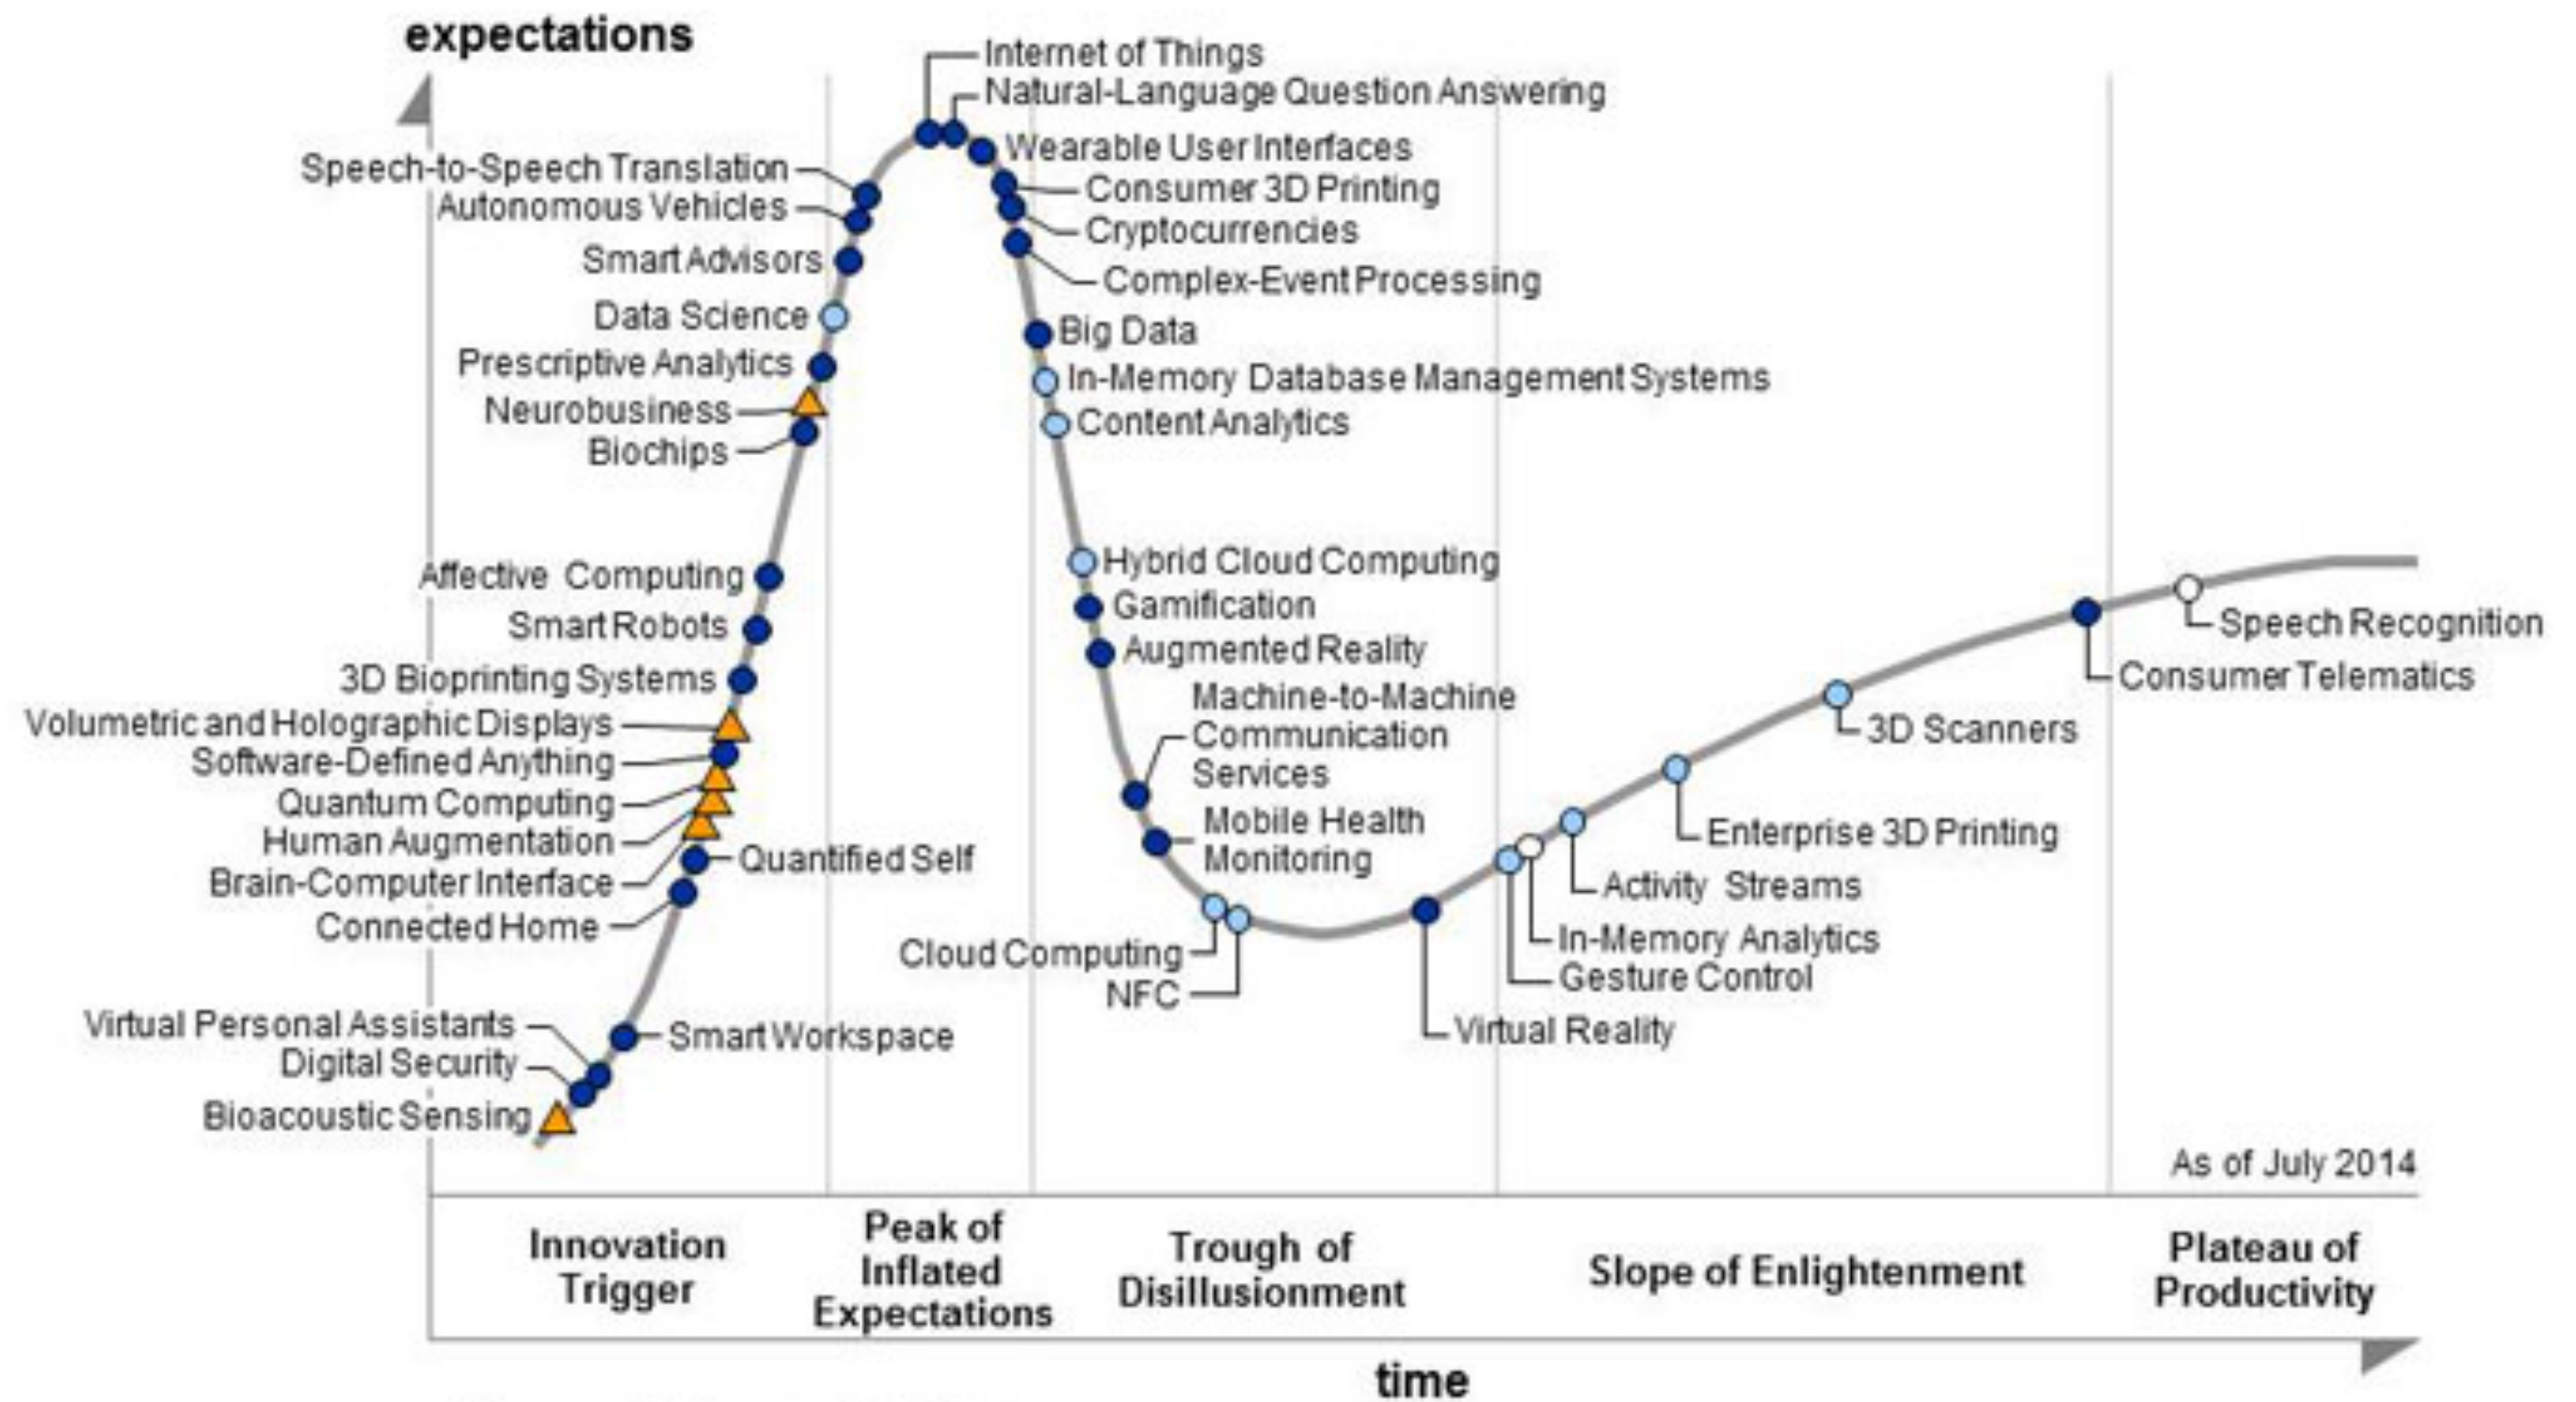 expectations
Internet of Things
Natural-Language Question Answering
Wearable User Interfaces
Speech-to-Speech Translation
Consumer 3D Printing
Autonomous Vehicles
Cryptocurrencies
Smart Advisors
Complex-Event Processing
Data Science
Big Data
Prescriptive Analytics
In-Memory Database Management Systems
Neurobusiness
Content Analytics
Biochips
Hybrid Cloud Computing
Affective Computing
Gamification
Smart Robots
Augmented Reality
3D Bioprinting Systems
Machine-to-Machine
Communication
Services
Volumetric and Holographic Displays
Software-Defined Anything
Quantum Computing
Human Augmentation
Mobile Health
Monitoring
Quantified Self
Brain-Computer Interface
Connected Home
Cloud Computing
NFC
Virtual Personal Assistants
Smart Workspace
Digital Security
Bioacoustic Sensing
Speech Recognition
Consumer Telematics
3D Scanners
Enterprise 3D Printing
Activity Streams
In-Memory Analytics
Gesture Control
Virtual Reality
As of July 2014
Innovation
Trigger
Peak of
Inflated
Expectations
Trough of
Disillusionment
Slope of Enlightenment
Plateau of
Productivity
time